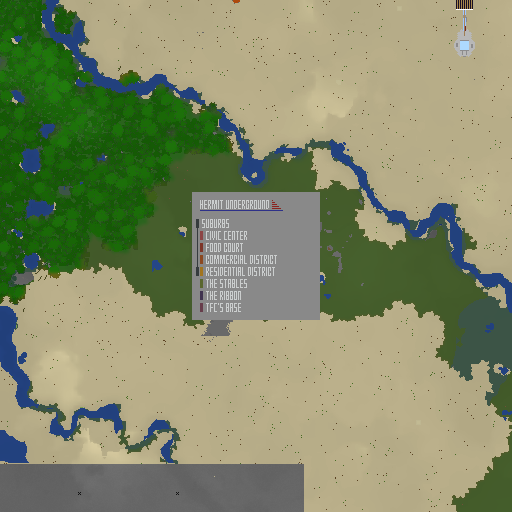 HERMIT UNDERGROUND
SUBURBS
CIVIC CENTER
FOOD COURT
COMMERCIAL DISTRICT
RESIDENTIAL DISTRICT
THE STABLES
THE RIBBON
TFC'S BASE